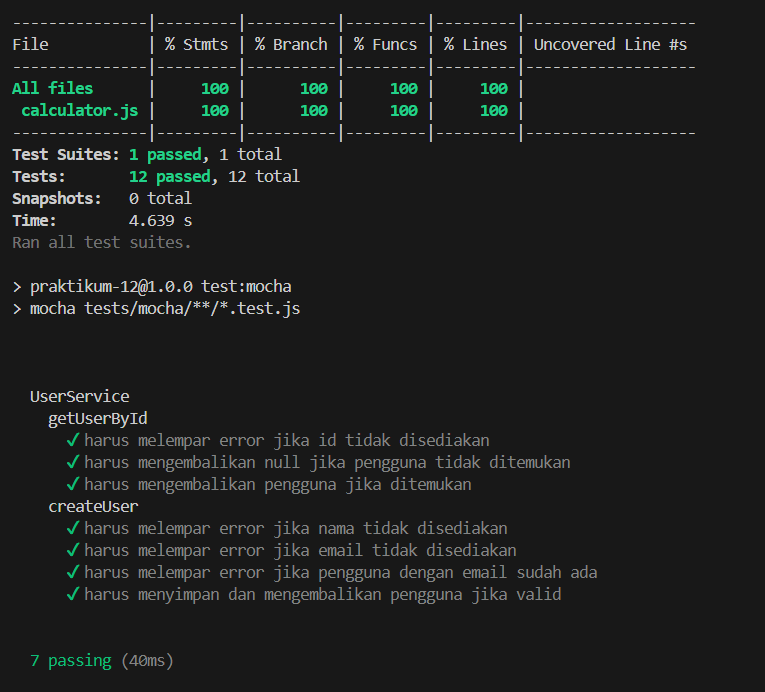 ---------------|---------|----------|---------|---------|-------------------
File           | % Stmts | % Branch | % Funcs | % Lines | Uncovered Line #s
---------------|---------|----------|---------|---------|-------------------
All files      |     100 |      100 |     100 |     100 |
 calculator.js |     100 |      100 |     100 |     100 |
---------------|---------|----------|---------|---------|-------------------
Test Suites: 1 passed, 1 total
Tests:       12 passed, 12 total
Snapshots:   0 total
Time:        4.639 s
Ran all test suites.

> praktikum-12@1.0.0 test:mocha
> mocha tests/mocha/**/*.test.js

  UserService
    getUserById
      ✓ harus melempar error jika id tidak disediakan
      ✓ harus mengembalikan null jika pengguna tidak ditemukan
      ✓ harus mengembalikan pengguna jika ditemukan
    createUser
      ✓ harus melempar error jika nama tidak disediakan
      ✓ harus melempar error jika email tidak disediakan
      ✓ harus melempar error jika pengguna dengan email sudah ada
      ✓ harus menyimpan dan mengembalikan pengguna jika valid

  7 passing (40ms)